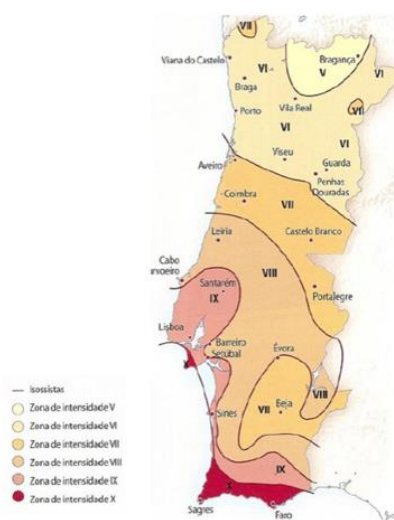 VII
Viana do Castelo
Bragança
VI
V
VI
Braga
Vila Real
VII
Porto
VI
VI
Viseu
Aveiro
Guarda
Penhas
Douradas
Coimbra
VII
Leiria
Castelo Branco
Cabo
VIII
Santarém
IX
Portalegre
Lisboa
Barreiro
Setúbal
Évora
X
VIII
VII
Beja
Sines
IX
X
Sagres
Faro
Isossistas
Zona de intensidade V
Zona de intensidade VI
Zona de intensidade VII
Zona de intensidade VIII
Zona de intensidade IX
Zona de intensidade X